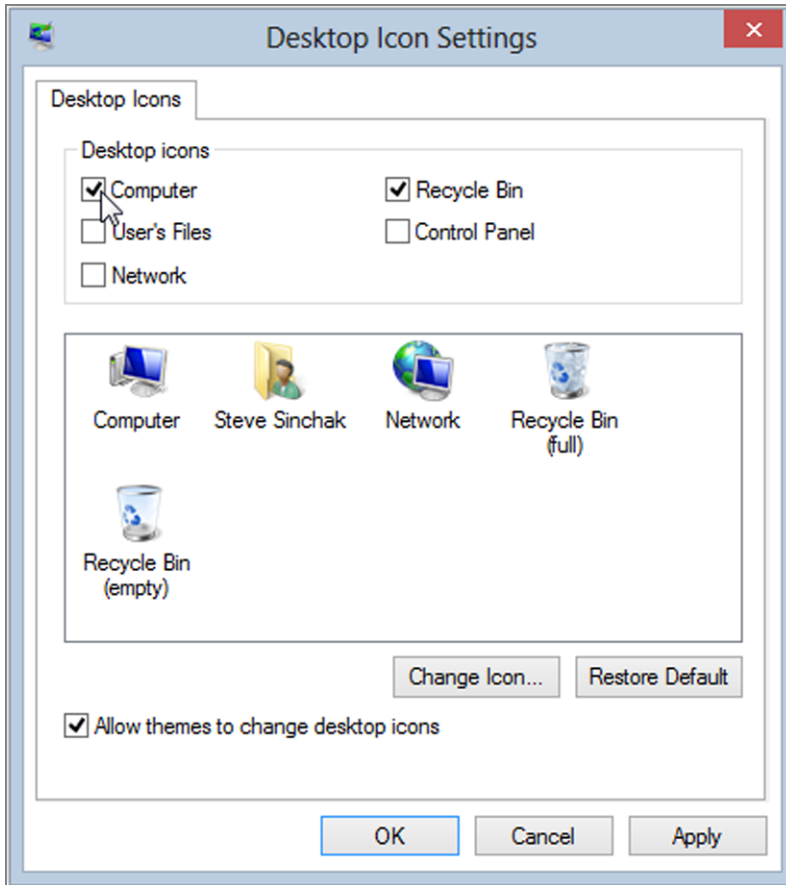 Desktop Icon Settings
Desktop Icons
Desktop icons
Computer
Recycle Bin
User's Files
Control Panel
Network
Computer
Steve Sinchak
Network
Recycle Bin
(full)
Recycle Bin
(empty)
Change Icon...
Restore Default
Allow themes to change desktop icons
OK
Cancel
Apply